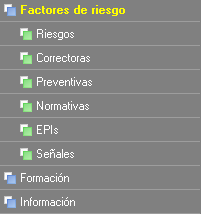 Factores de riesgo
Riesgos
Correctoras
Preventivas
Normativas
EPIs
Señales
Formación
Información